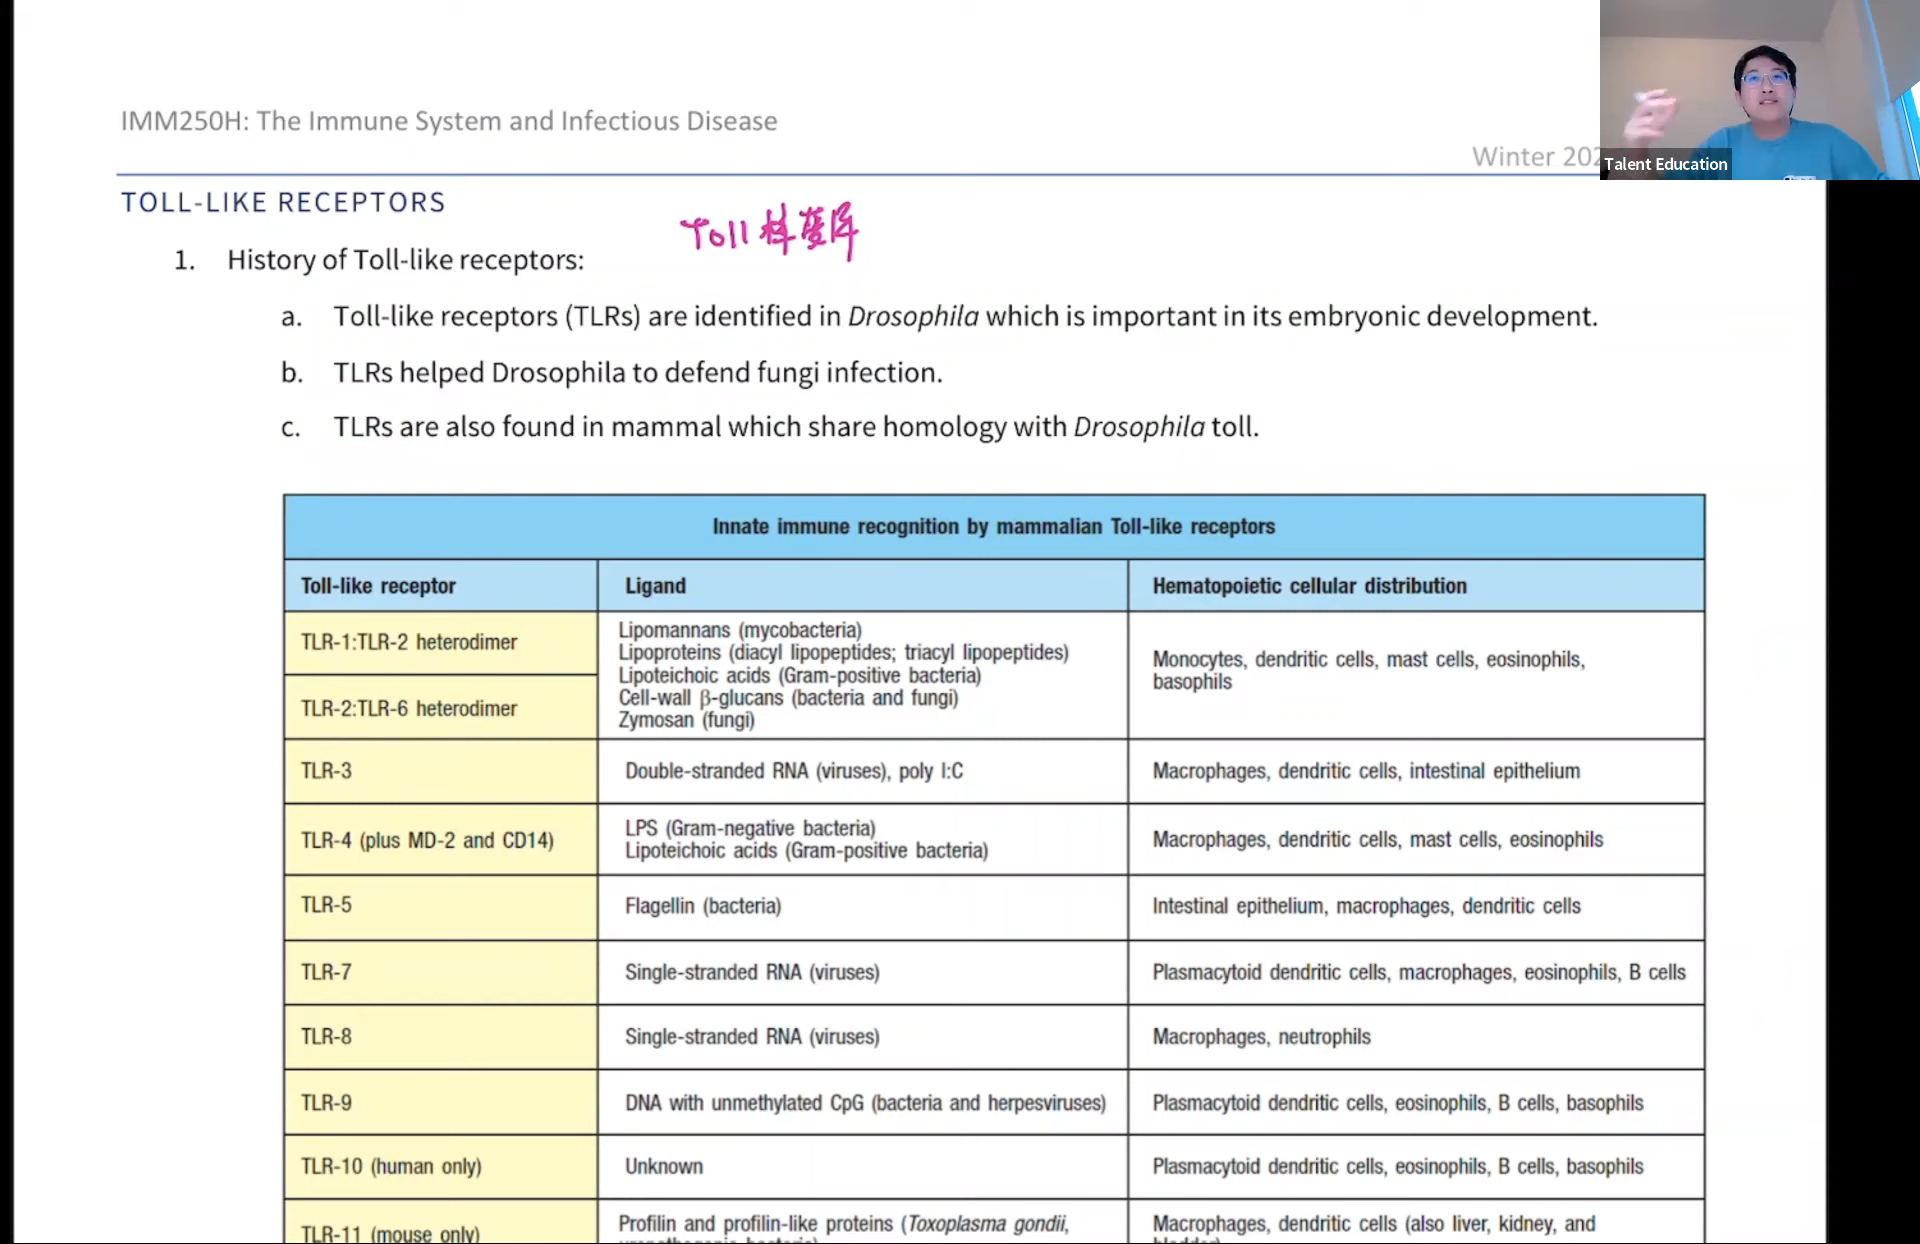 IMM250H: The Immune System and Infectious Disease
Winter 202
Talent Education
TOLL-LIKE RECEPTORS
Toll
1. History of Toll-like receptors:
a. Toll-like receptors (TLRs) are identified in Drosophila which is important in its embryonic development.
b. TLRs helped Drosophila to defend fungi infection.
c. TLRs are also found in mammal which share homology with Drosophila toll.
Innate immune recognition by mammalian Toll-like receptors
Toll-like receptor Ligand Hematopoietic cellular distribution
TLR-1:TLR-2 heterodimer
TLR-2:TLR-6 heterodimer
Lipomannans (mycobacteria)
Lipoproteins (diacyl lipopeptides; triacyl lipopeptides)
Lipoteichoic acids (Gram-positive bacteria)
Cell-wall β-glucans (bacteria and fungi)
Zymosan (fungi)
Monocytes, dendritic cells, mast cells, eosinophils,
basophils
TLR-3 Double-stranded RNA (viruses), poly I:C Macrophages, dendritic cells, intestinal epithelium
TLR-4 (plus MD-2 and CD14)
LPS (Gram-negative bacteria)
Lipoteichoic acids (Gram-positive bacteria)
Macrophages, dendritic cells, mast cells, eosinophils
TLR-5 Flagellin (bacteria) Intestinal epithelium, macrophages, dendritic cells
TLR-7 Single-stranded RNA (viruses) Plasmacytoid dendritic cells, macrophages, eosinophils, B cells
TLR-8 Single-stranded RNA (viruses) Macrophages, neutrophils
TLR-9 DNA with unmethylated CpG (bacteria and herpesviruses) Plasmacytoid dendritic cells, eosinophils, B cells, basophils
TLR-10 (human only) Unknown Plasmacytoid dendritic cells, eosinophils, B cells, basophils
TLR-11 (mouse only) Profilin and profilin-like proteins (Toxoplasma gondii, Macrophages, dendritic cells (also liver, kidney, and